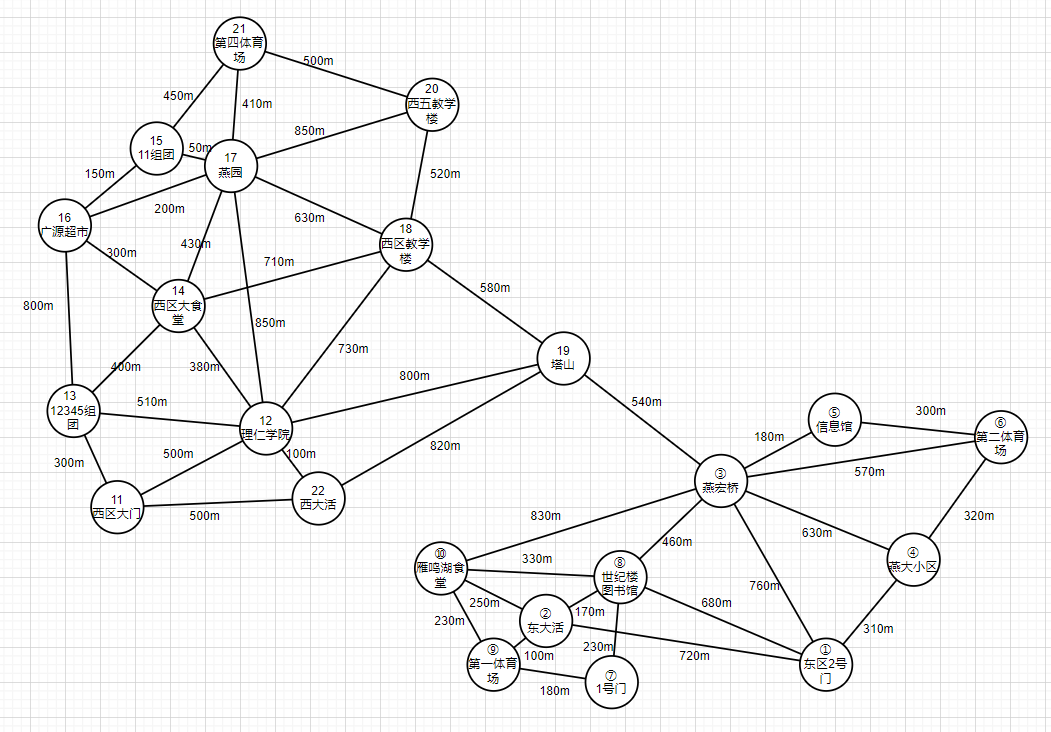 21
第四体育
场
500m
20
西五教学
楼
450m
410m
850m
15
11组团
50m
17
燕园
150m
520m
200m
630m
16
广源超市
18
西区教学
楼
300m
430m
710m
580m
14
西区大食
堂
800m
850m
730m
19
塔山
400m
380m
800m
540m
13
12345组
团
510m
12
理仁学院
820m
300m
500m
100m
11
西区大门
500m
22
西大活
⑤
信息馆
300m
⑥
第二体育
场
180m
570m
③
燕宏桥
830m
460m
630m
320m
④
燕大小区
⑩
雁鸣湖食
堂
330m
⑧
世纪楼
图书馆
760m
250m
170m
680m
310m
230m
②
东大活
230m
720m
100m
⑨
第一体育
场
180m
⑦
1号门
①
东区2号
门